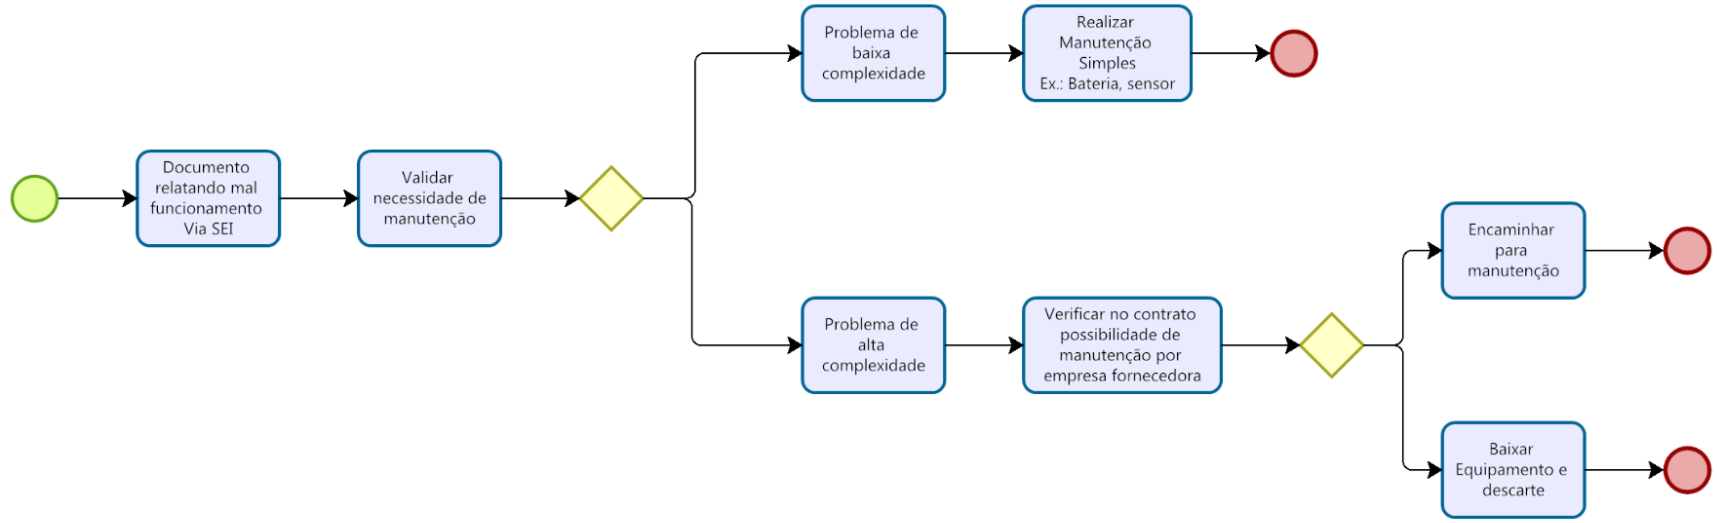 Documento
relatando mal
funcionamento
Via SEI
Validar
necessidade de
manutenção
Problema de
baixa
complexidade
Realizar
Manutenção
Simples
Ex.: Bateria, sensor
Problema de
alta
complexidade
Verificar no contrato
possibilidade de
manutenção por
empresa fornecedora
Encaminhar
para
manutenção
Baixar
Equipamento e
descarte